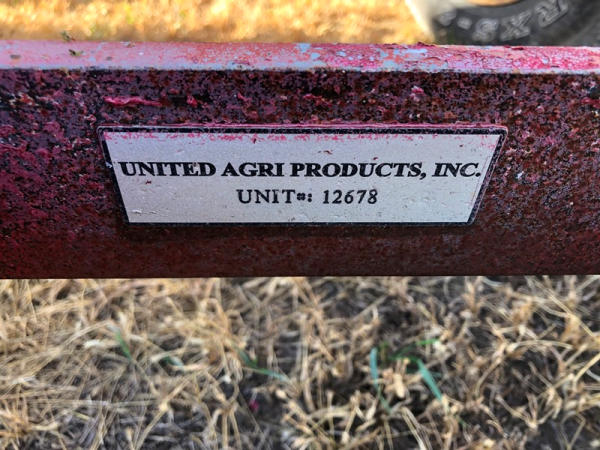 UNITED AGRI PRODUCTS, INC.
UNIT#: 12678